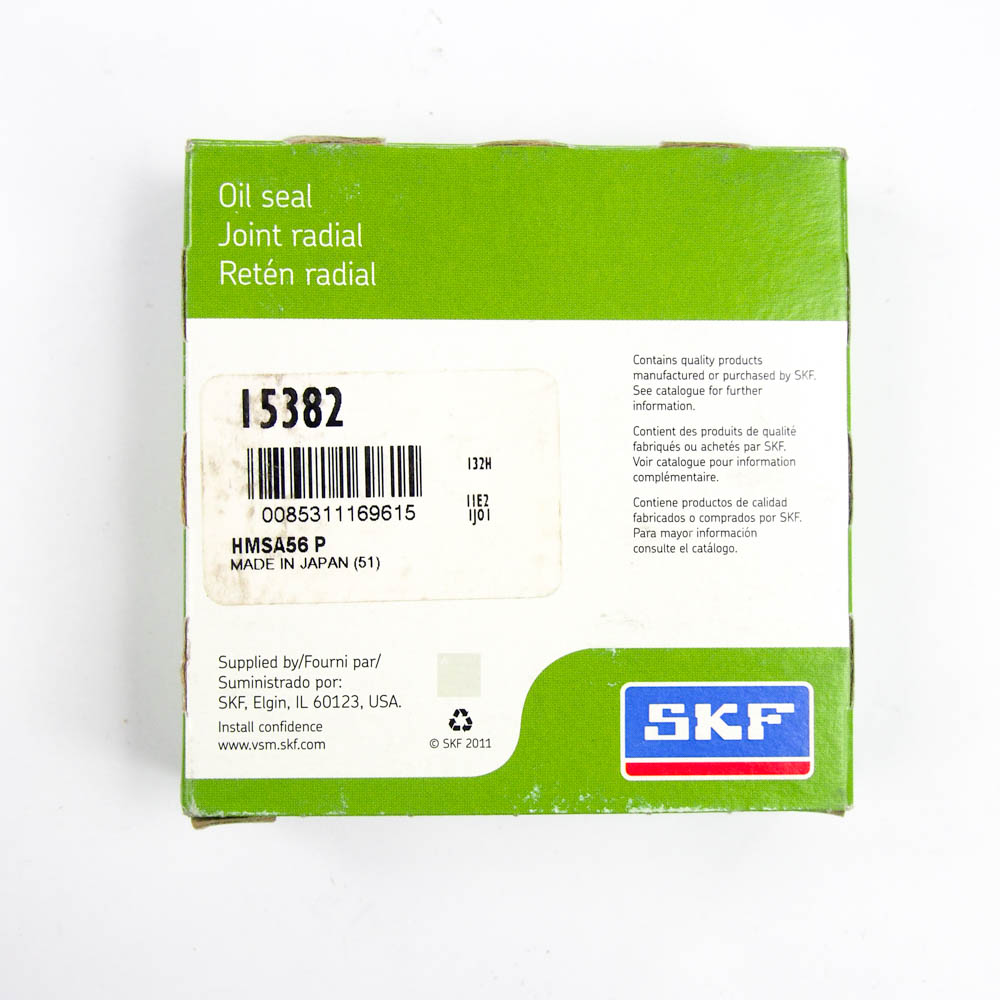 Oil seal
Joint radial
Retén radial
Contains quality products
manufactured or purchased by SKF.
See catalogue for further
information.
Contient des produits de qualité
fabriqués ou achetés par SKF.
Voir catalogue pour information
complémentaire.
Contiene productos de calidad
fabricados o comprados por SKF.
Para mayor información
consulte el catálogo.
15382
132H
11E2
1J01
0085311169615
HMSA56 P
MADE IN JAPAN (51)
Supplied by/Fourni par/
Suministrado por:
SKF, Elgin, IL 60123, USA.
Install confidence
www.vsm.skf.com
© SKF 2011
SKF